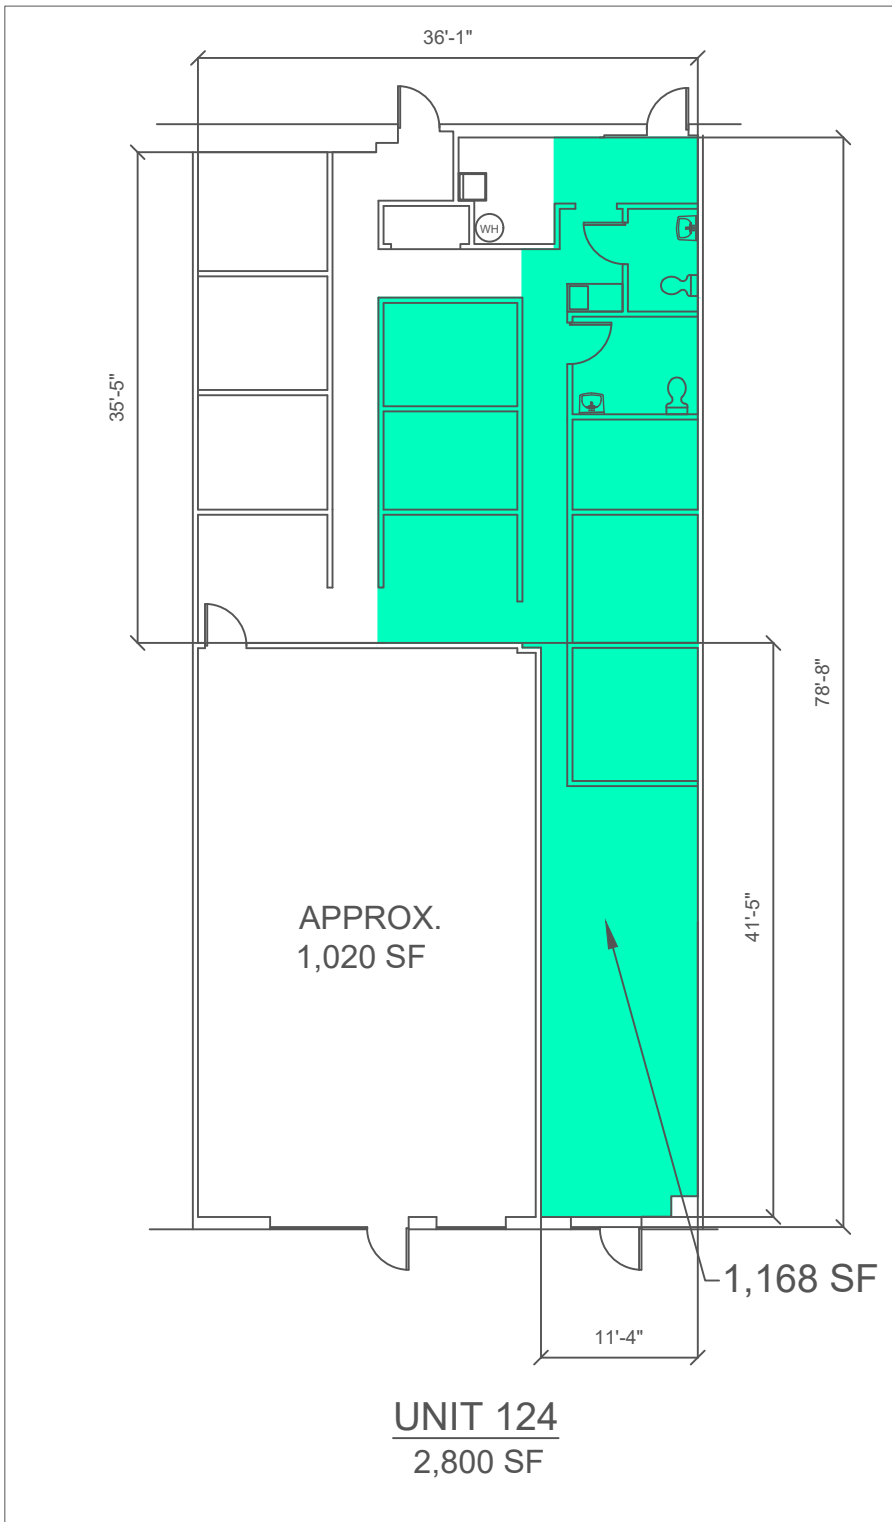 36'-1"
WH
35'-5"
78'-8"
APPROX.
1,020 SF
41'-5"
1,168 SF
11'-4"
UNIT 124
2,800 SF